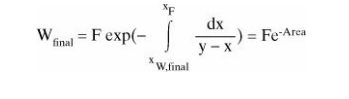 W_final = F exp(- ∫_{x_W,final}^{x_F} dx / (y - x)) = Fe^{-Area}